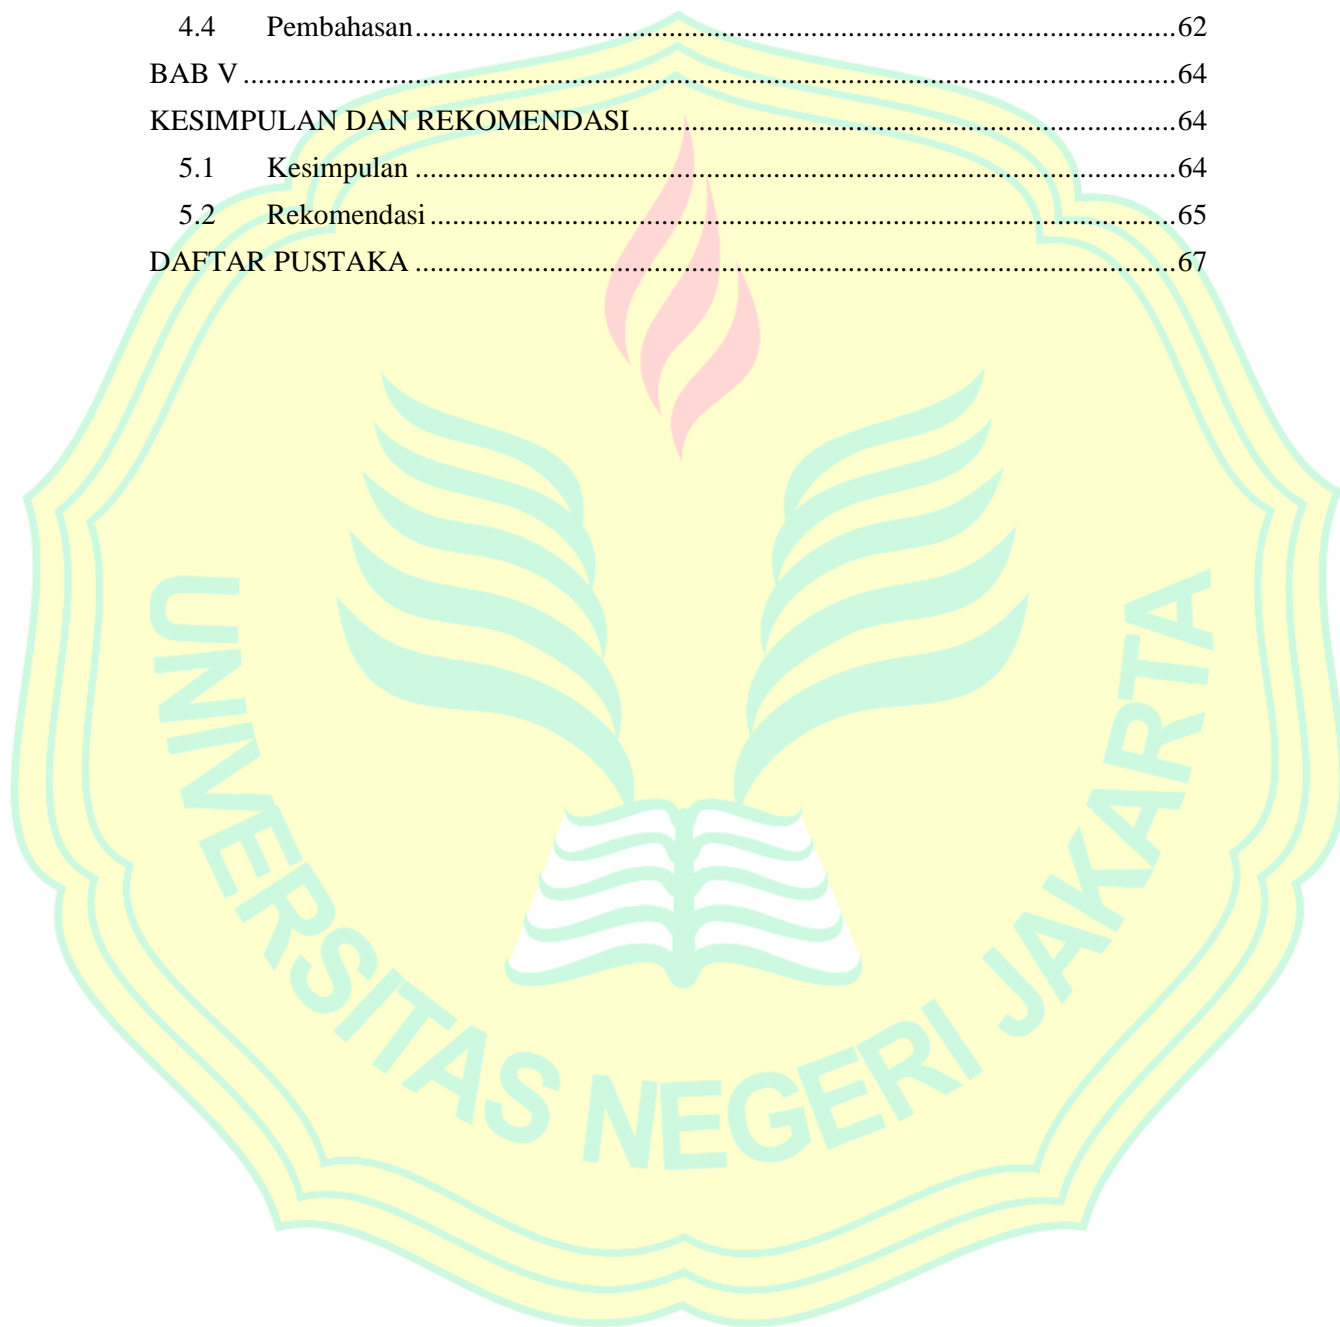 4.4 Pembahasan............................................................................................62
BAB V............................................................................................64
KESIMPULAN DAN REKOMENDASI............................................................................................64
5.1 Kesimpulan............................................................................................64
5.2 Rekomendasi............................................................................................65
DAFTAR PUSTAKA............................................................................................67
UNIVERSITAS NEGERI JAKARTA